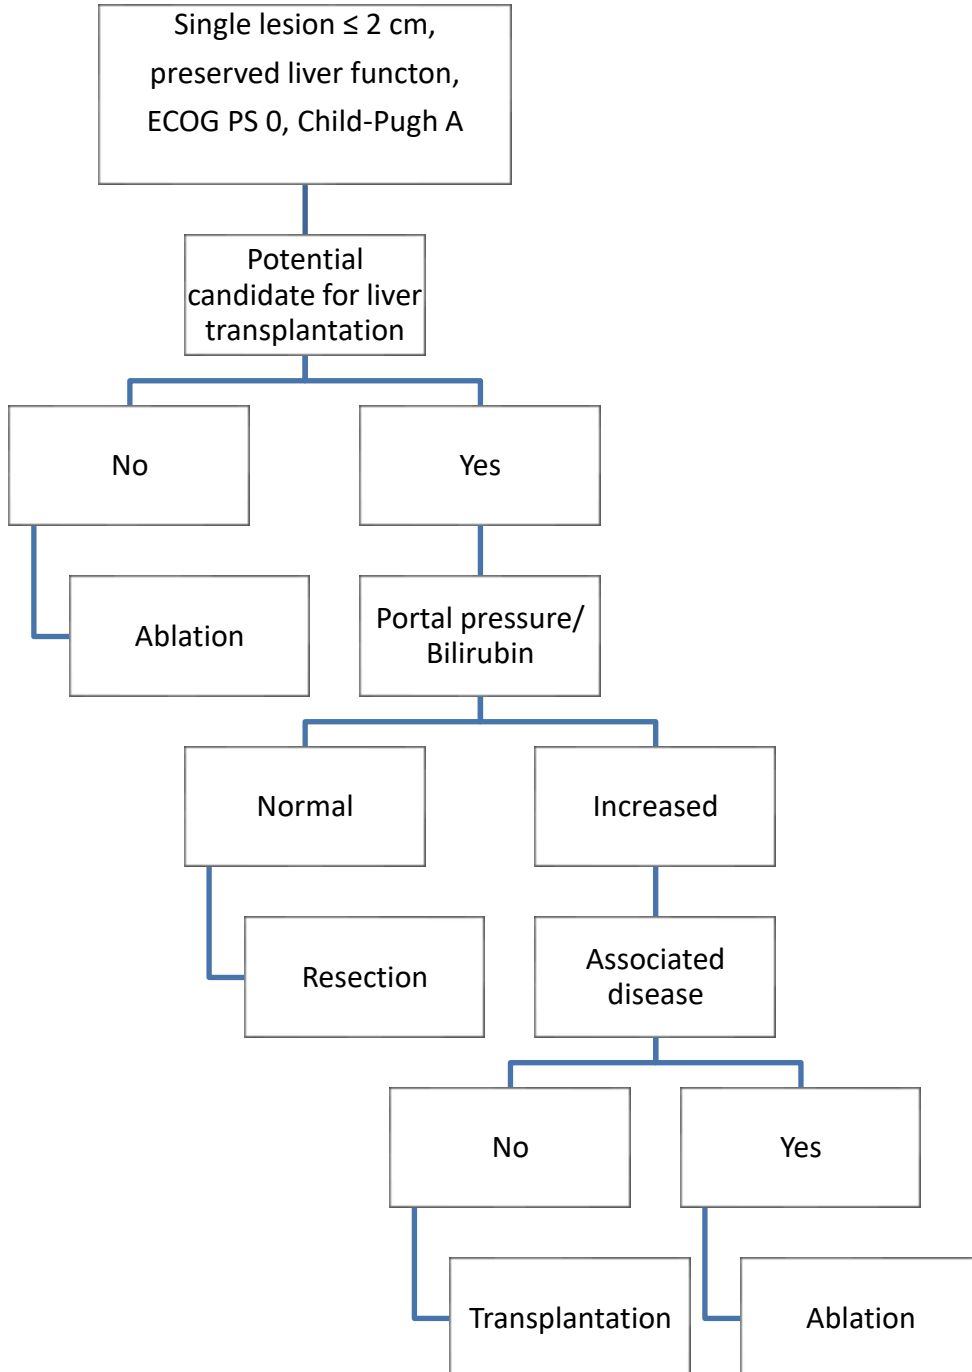 Single lesion ≤ 2 cm,
preserved liver functon,
ECOG PS 0, Child-Pugh A
Potential
candidate for liver
transplantation
No
Yes
Ablation
Portal pressure/
Bilirubin
Normal
Increased
Resection
Associated
disease
No
Yes
Transplantation
Ablation